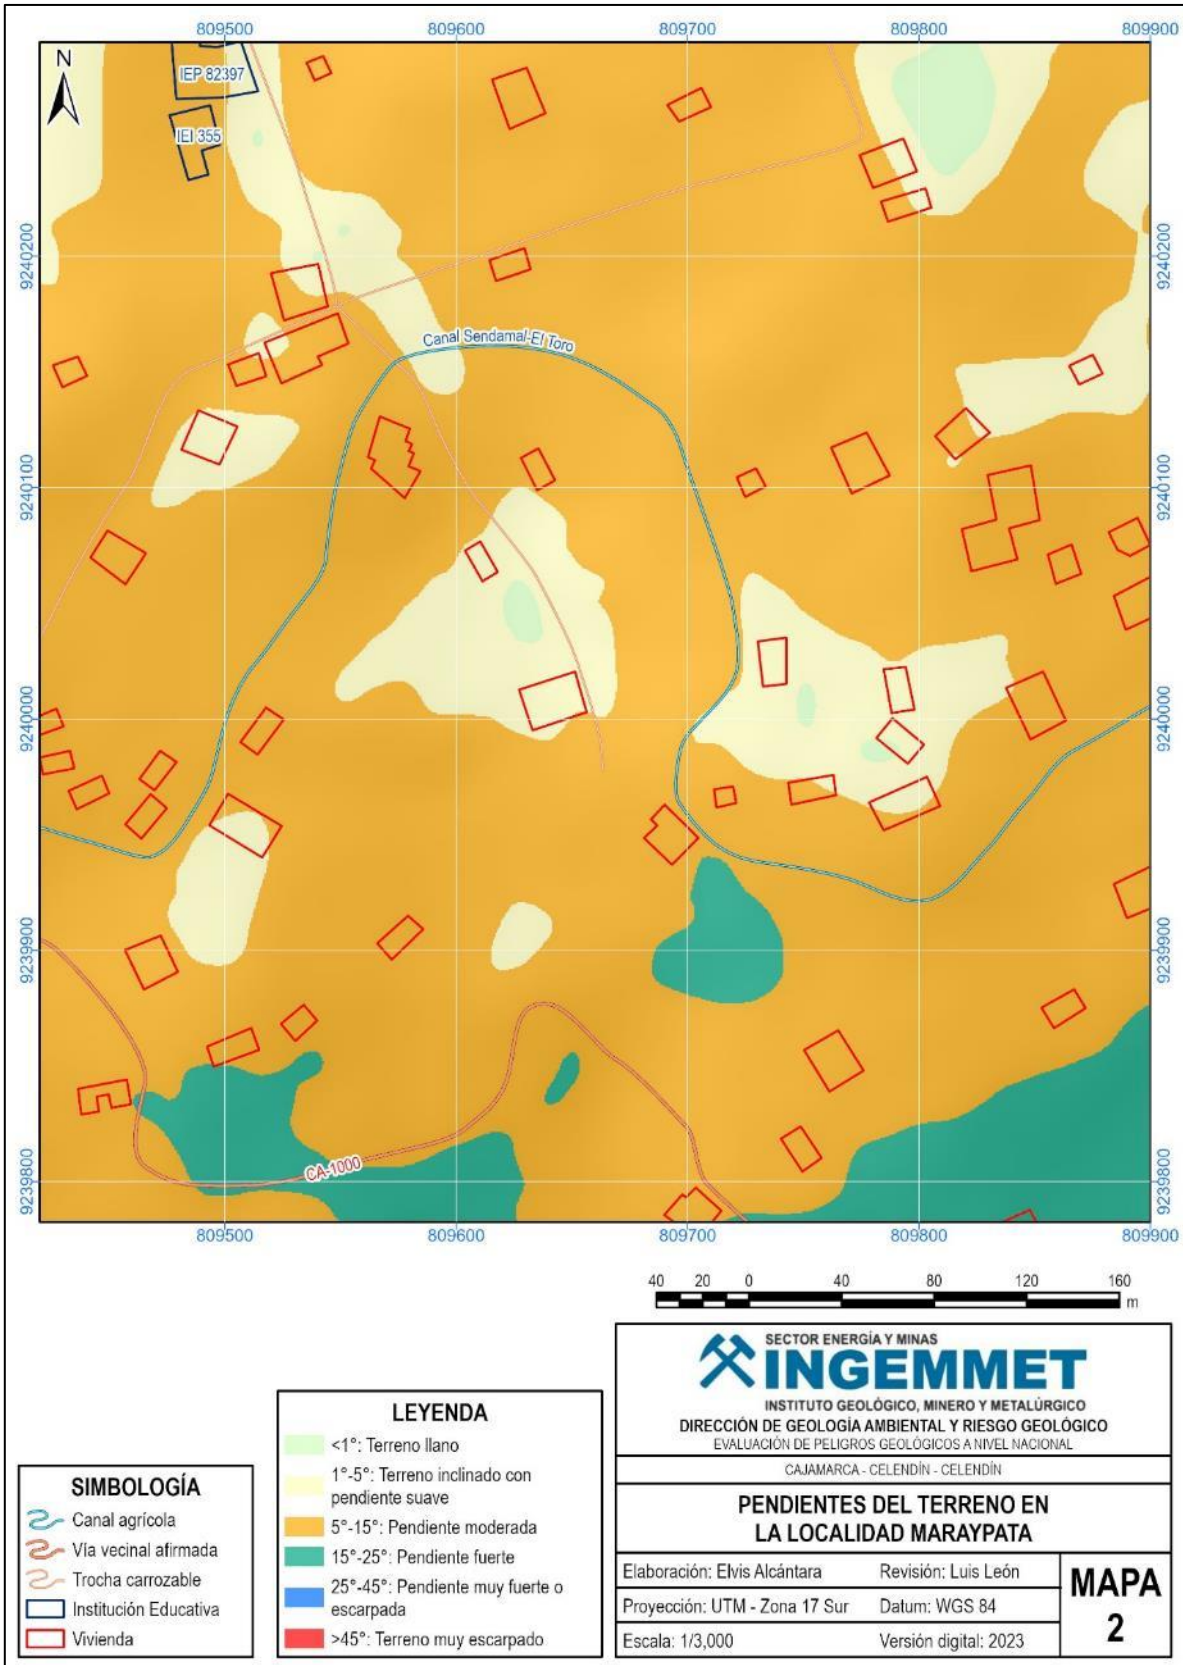 809500 809600 809700 809800 809900
N
IEP 82397
IEI 355
9240200 9240200
Canal Sendamal-El Toro
9240100 9240100
9240000 9240000
9239900 9239900
CA-1000
9239800 9239800
809500 809600 809700 809800 809900
40 20 0 40 80 120 160
m
SECTOR ENERGÍA Y MINAS
INGEMMET
INSTITUTO GEOLÓGICO, MINERO Y METALÚRGICO
DIRECCIÓN DE GEOLOGÍA AMBIENTAL Y RIESGO GEOLÓGICO
EVALUACIÓN DE PELIGROS GEOLÓGICOS A NIVEL NACIONAL
CAJAMARCA - CELENDÍN - CELENDÍN
PENDIENTES DEL TERRENO EN
LA LOCALIDAD MARAYPATA
Elaboración: Elvis Alcántara Revisión: Luis León
Proyección: UTM - Zona 17 Sur Datum: WGS 84
Escala: 1/3,000 Versión digital: 2023
MAPA
2
LEYENDA
<1°: Terreno llano
1°-5°: Terreno inclinado con
pendiente suave
5°-15°: Pendiente moderada
15°-25°: Pendiente fuerte
25°-45°: Pendiente muy fuerte o
escarpada
>45°: Terreno muy escarpado
SIMBOLOGÍA
Canal agrícola
Vía vecinal afirmada
Trocha carrozable
Institución Educativa
Vivienda